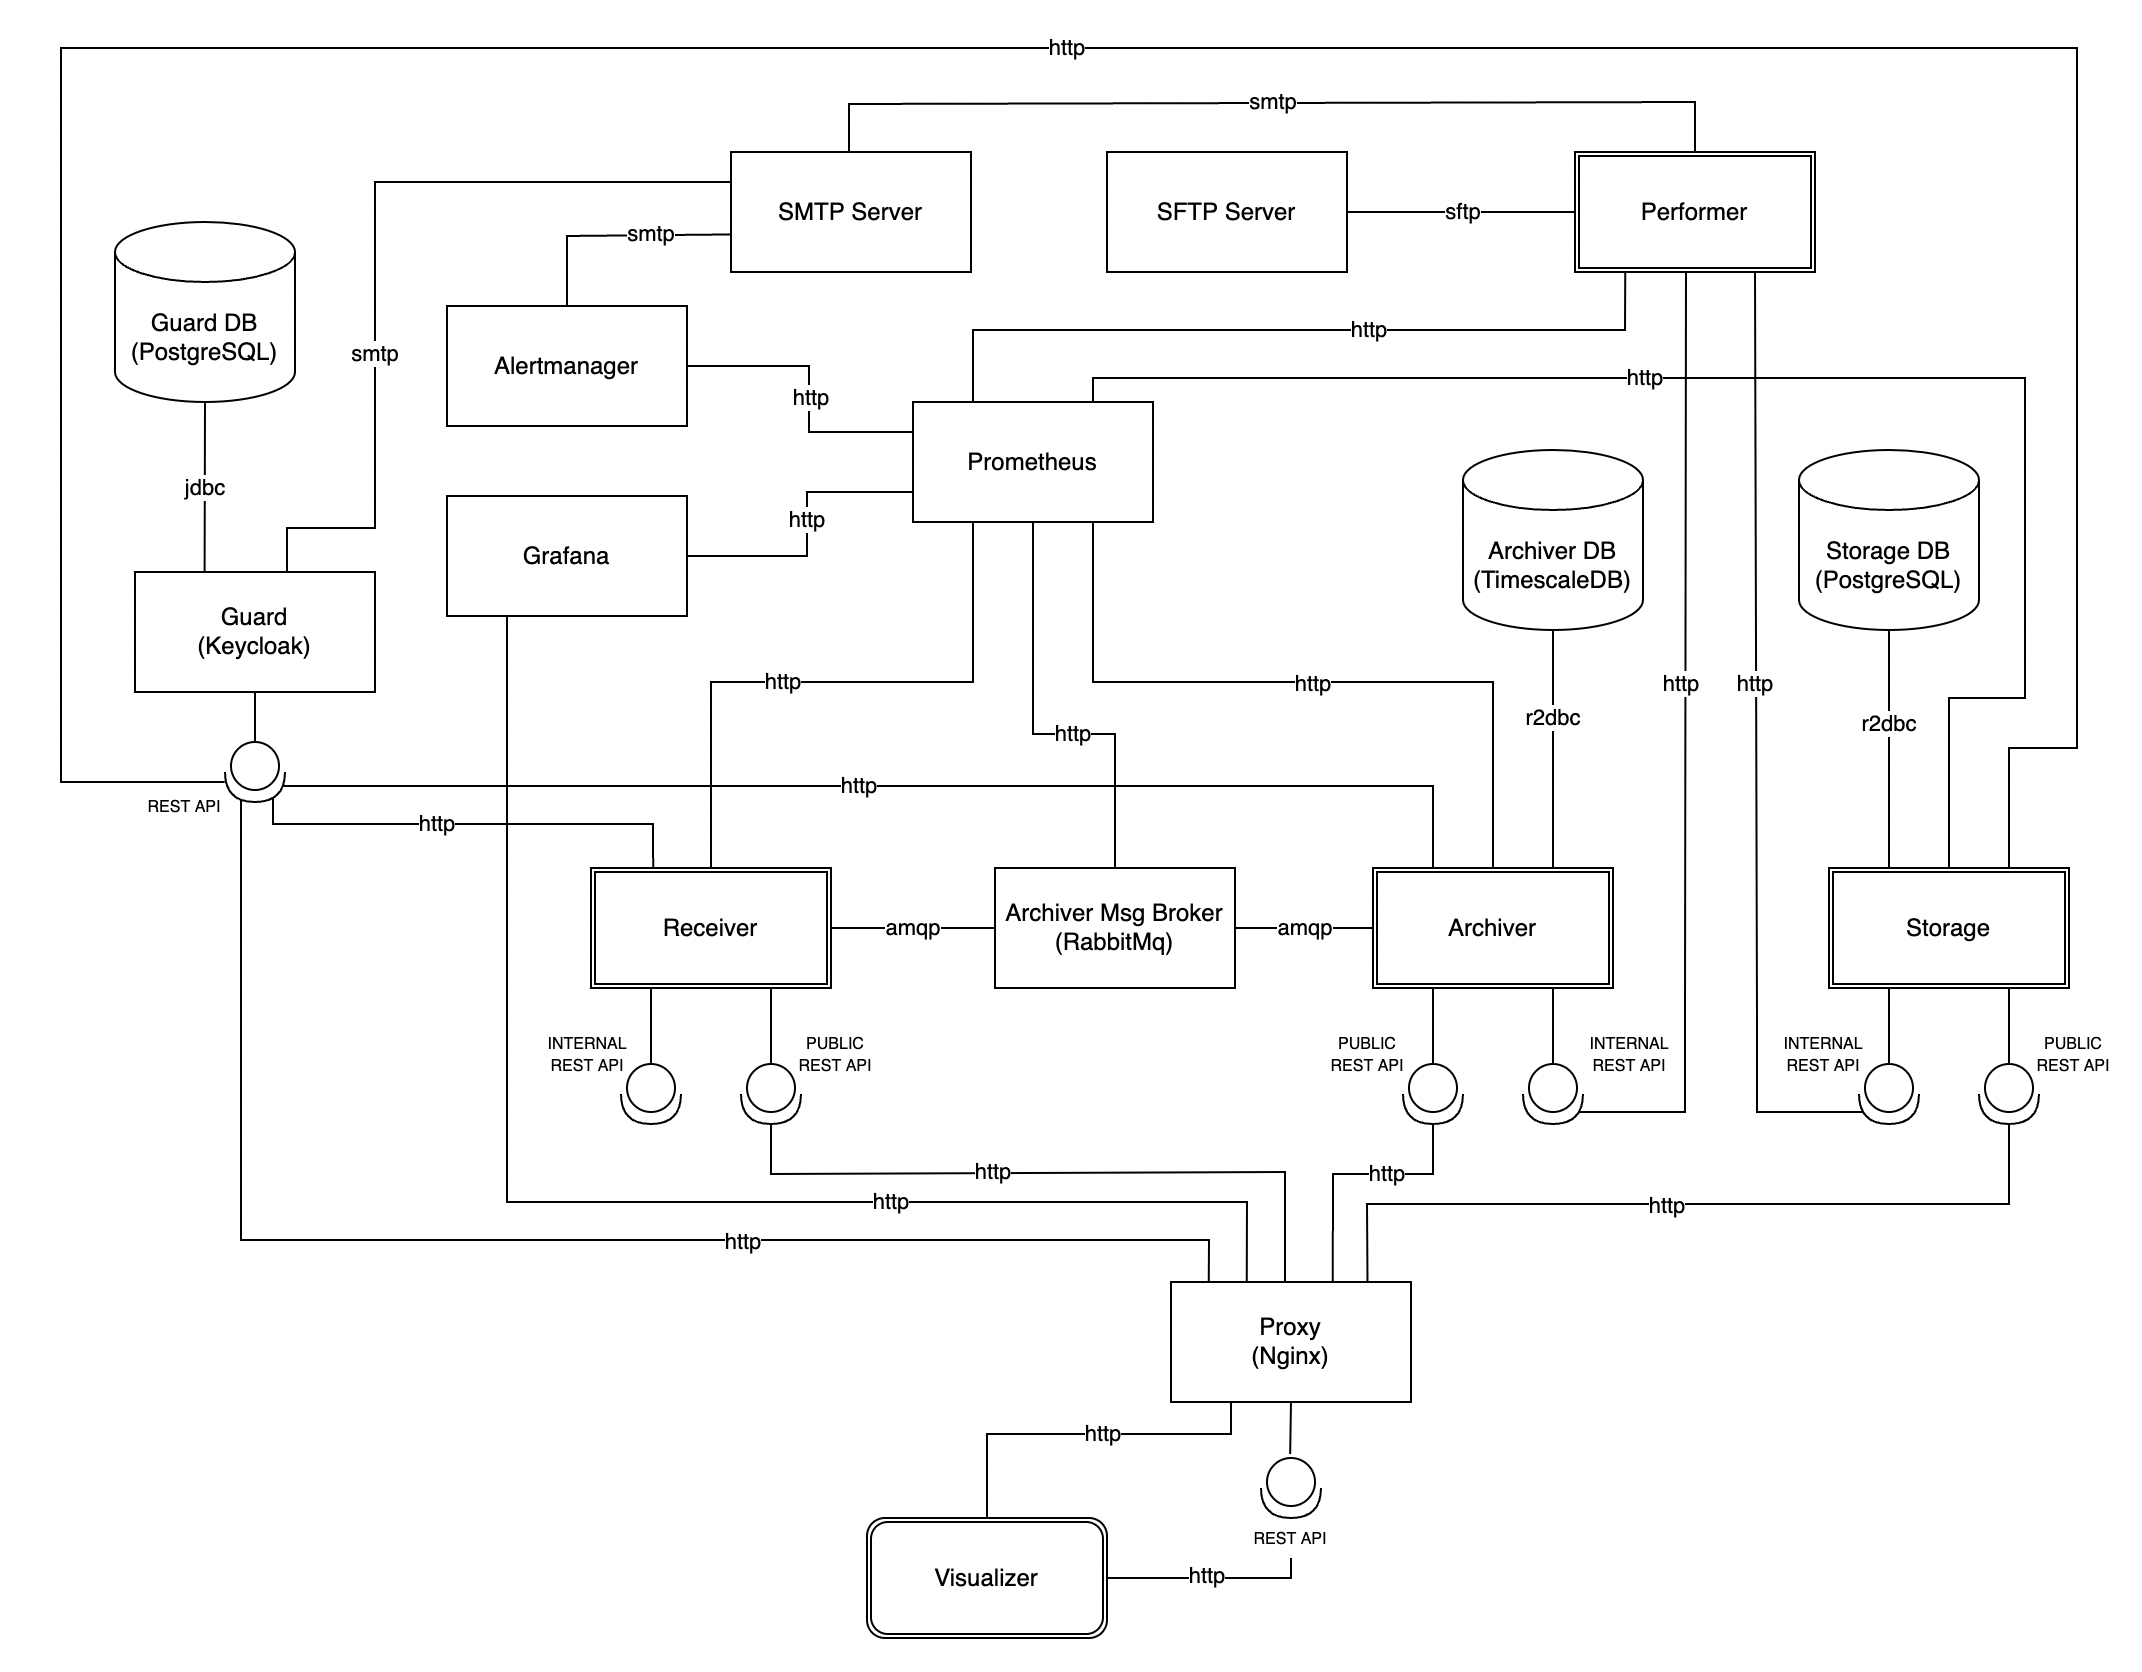 http
smtp
SMTP Server
SFTP Server
sftp
Performer
smtp
Guard DB
(PostgreSQL)
smtp
Alertmanager
http
http
http
Prometheus
jdbc
Grafana
http
Archiver DB
(TimescaleDB)
Storage DB
(PostgreSQL)
Guard
(Keycloak)
http
http
http
http
r2dbc
r2dbc
http
http
REST API
http
Receiver
amqp
Archiver Msg Broker
(RabbitMq)
amqp
Archiver
Storage
INTERNAL
REST API
PUBLIC
REST API
PUBLIC
REST API
INTERNAL
REST API
INTERNAL
REST API
PUBLIC
REST API
http
http
http
http
http
Proxy
(Nginx)
http
REST API
Visualizer
http